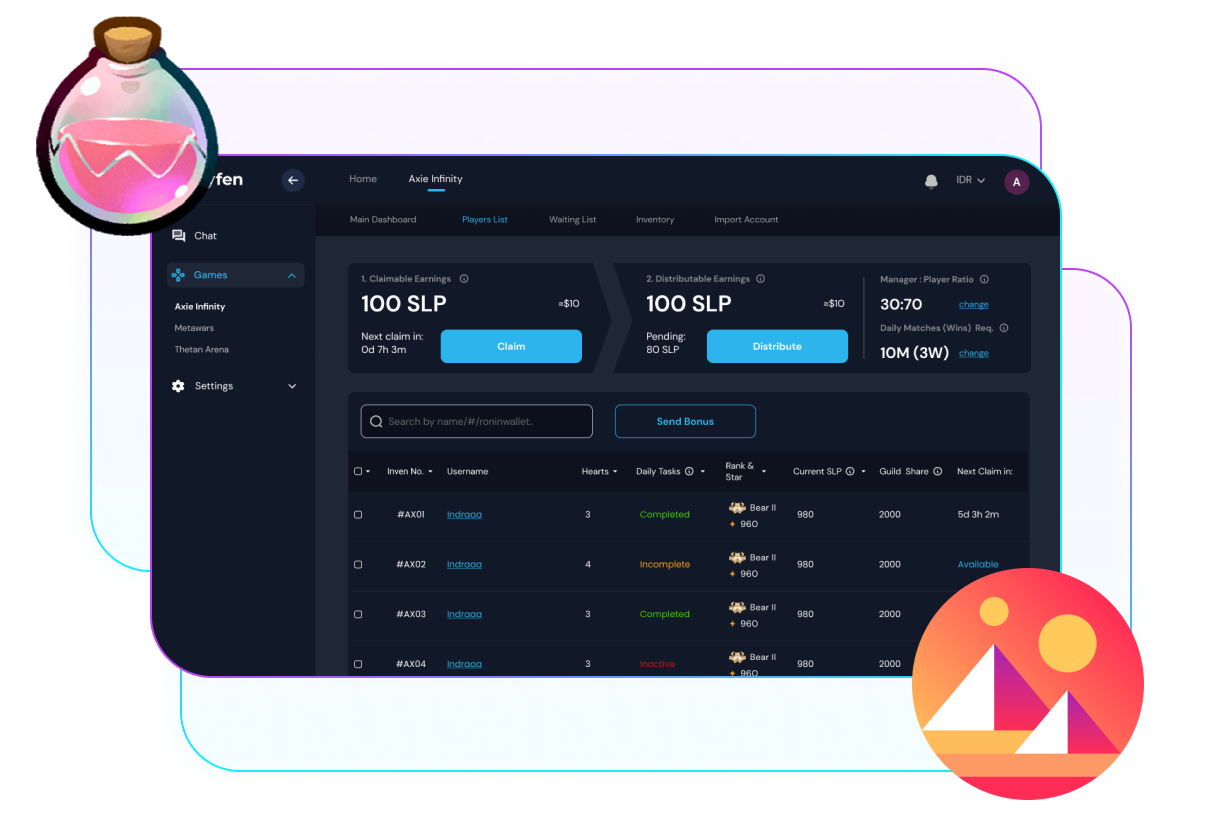 yfen
Home Axie Infinity IDR A
Main Dashboard Players List Waiting List Inventory Import Account
Chat
Games
Axie Infinity
Metawars
Thetan Arena
Settings
1. Claimable Earnings
100 SLP ≈$10
Next claim in:
0d 7h 3m
Claim
2. Distributable Earnings
100 SLP ≈$10
Pending:
80 SLP
Distribute
Manager : Player Ratio
30:70 change
Daily Matches (Wins) Req.
10M (3W) change
Search by name/#/roninwallet..
Send Bonus
Inven No. Username Hearts Daily Tasks Rank & Star Current SLP Guild Share Next Claim in:
#AX01 Indraaa 3 Completed Bear II 980 2000 5d 3h 2m
960
#AX02 Indraaa 4 Incomplete Bear II 980 2000 Available
960
#AX03 Indraaa 3 Completed Bear II 980 2000
960
#AX04 Indraaa 3 Inactive Bear II 980 2000
960